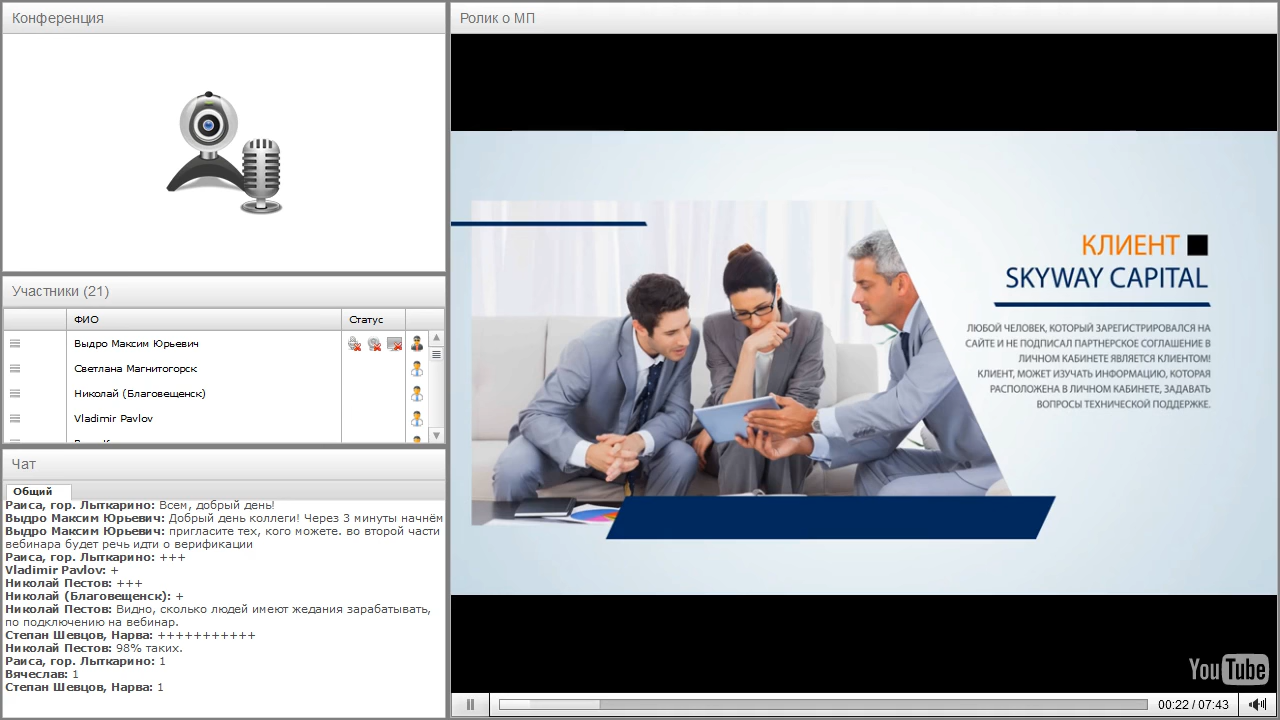 Конференция
Участники (21)
ФИО
Статус
Выдро Максим Юрьевич
Светлана Магнитогорск
Николай (Благовещенск)
Vladimir Pavlov
Чат
Общий
Раиса, гор. Лыткарино: Всем, добрый день!
Выдро Максим Юрьевич: Добрый день коллеги! Через 3 минуты начнём
Выдро Максим Юрьевич: пригласите тех, кого можете. во второй части
вебинара будет речь идти о верификации
Раиса, гор. Лыткарино: +++
Vladimir Pavlov: +
Николай Пестов: +++
Николай (Благовещенск): +
Николай Пестов: Видно, сколько людей имеют жедания зарабатывать,
по подключению на вебинар.
Степан Шевцов, Нарва: +++++++++++
Николай Пестов: 98% таких.
Раиса, гор. Лыткарино: 1
Вячеслав: 1
Степан Шевцов, Нарва: 1
Ролик о МП
КЛИЕНТ
SKYWAY CAPITAL
ЛЮБОЙ ЧЕЛОВЕК, КОТОРЫЙ ЗАРЕГИСТРИРОВАЛСЯ НА
САЙТЕ И НЕ ПОДПИСАЛ ПАРТНЕРСКОЕ СОГЛАШЕНИЕ В
ЛИЧНОМ КАБИНЕТЕ ЯВЛЯЕТСЯ КЛИЕНТОМ!
КЛИЕНТ, МОЖЕТ ИЗУЧАТЬ ИНФОРМАЦИЮ, КОТОРАЯ
РАСПОЛОЖЕНА В ЛИЧНОМ КАБИНЕТЕ, ЗАДАВАТЬ
ВОПРОСЫ ТЕХНИЧЕСКОЙ ПОДДЕРЖКЕ.
YouTube
00:22 / 07:43